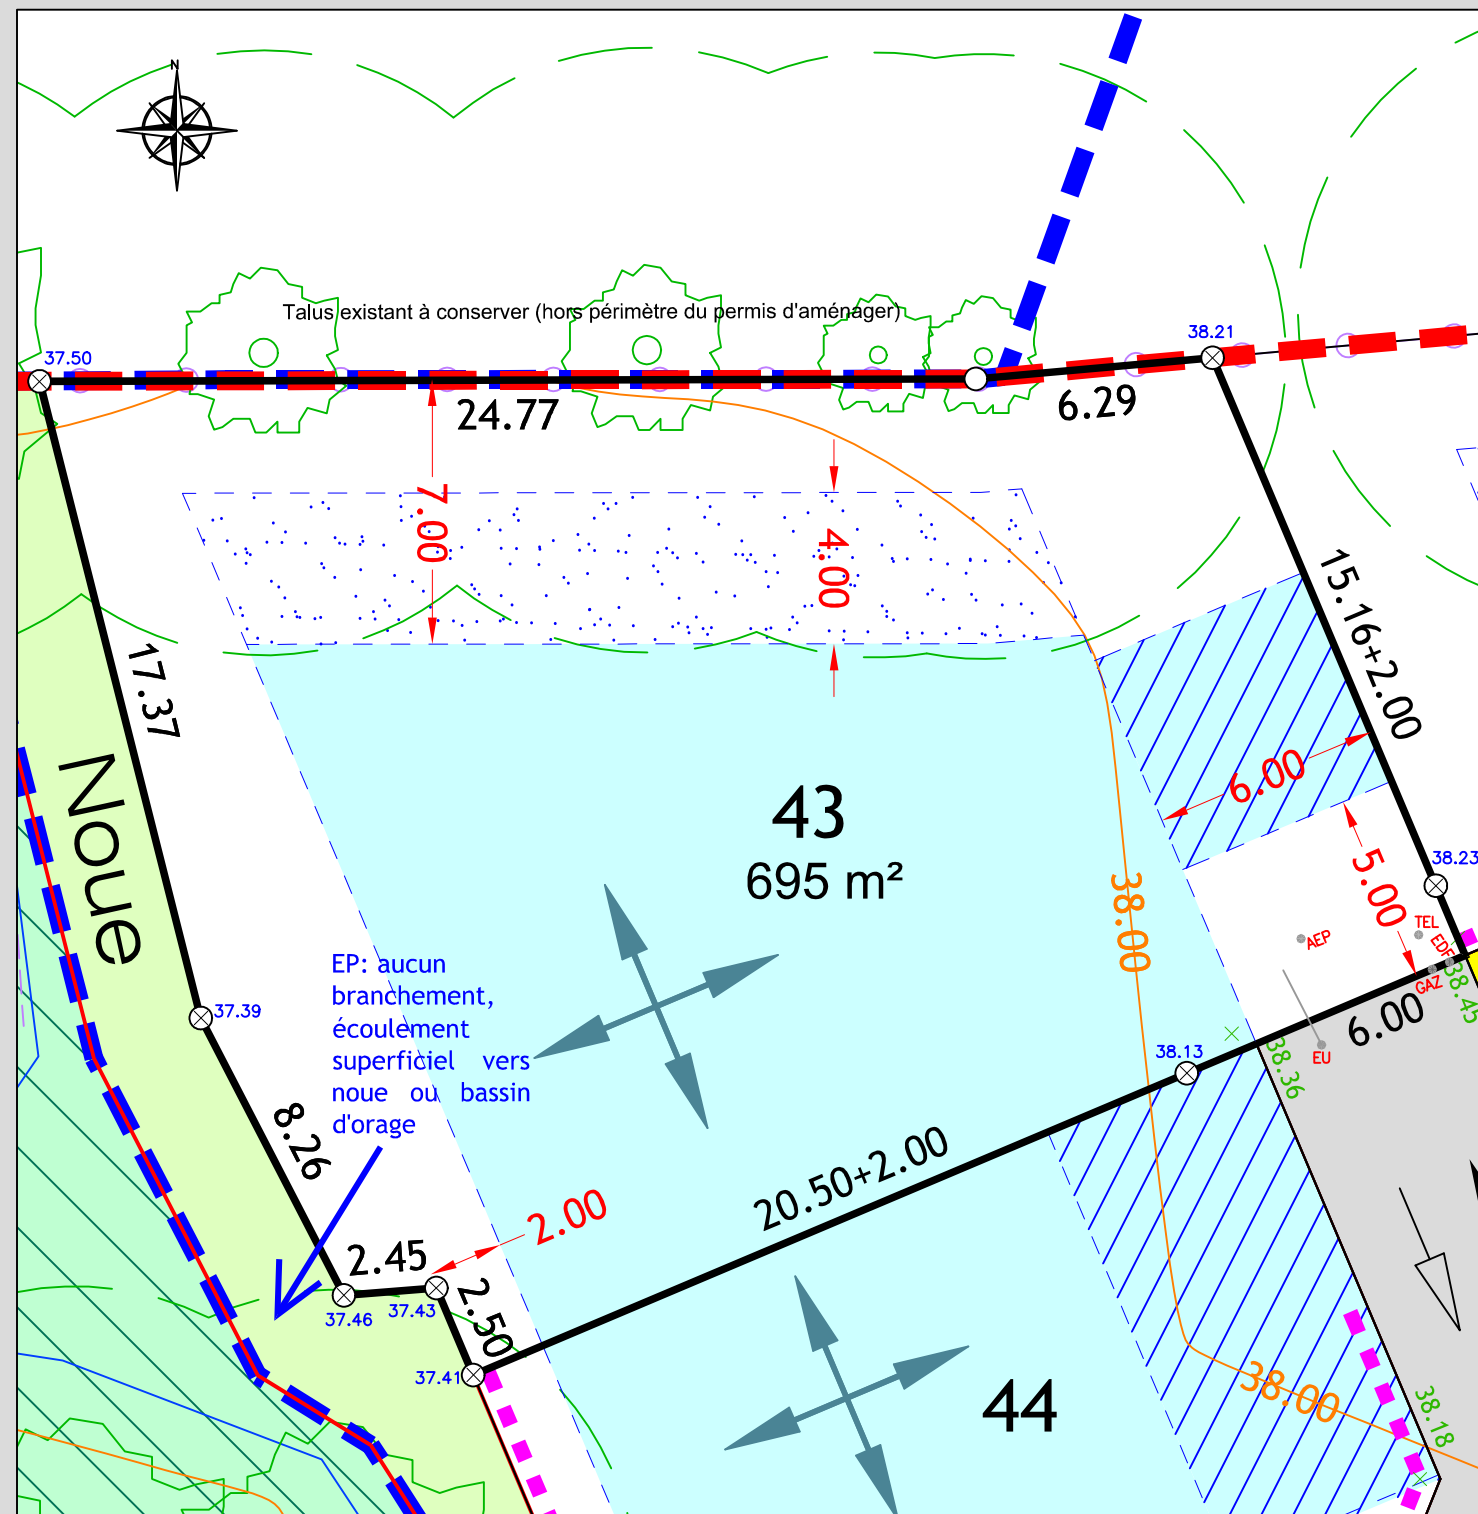 N
Talus existant à conserver (hors périmètre du permis d'aménager)
37.50
38.21
24.77
6.29
7.00
4.00
15.16+2.00
17.37
6.00
43
695 m²
5.00
38.23
Noue
38.00
TEL
EDF
AEP
GAZ
38.45
EP: aucun
branchement,
écoulement
superficiel vers
noue ou bassin
d'orage
37.39
6.00
38.13
38.36
EU
8.26
20.50+2.00
2.00
2.45
37.46
37.43
2.50
37.41
44
38.00
38.18